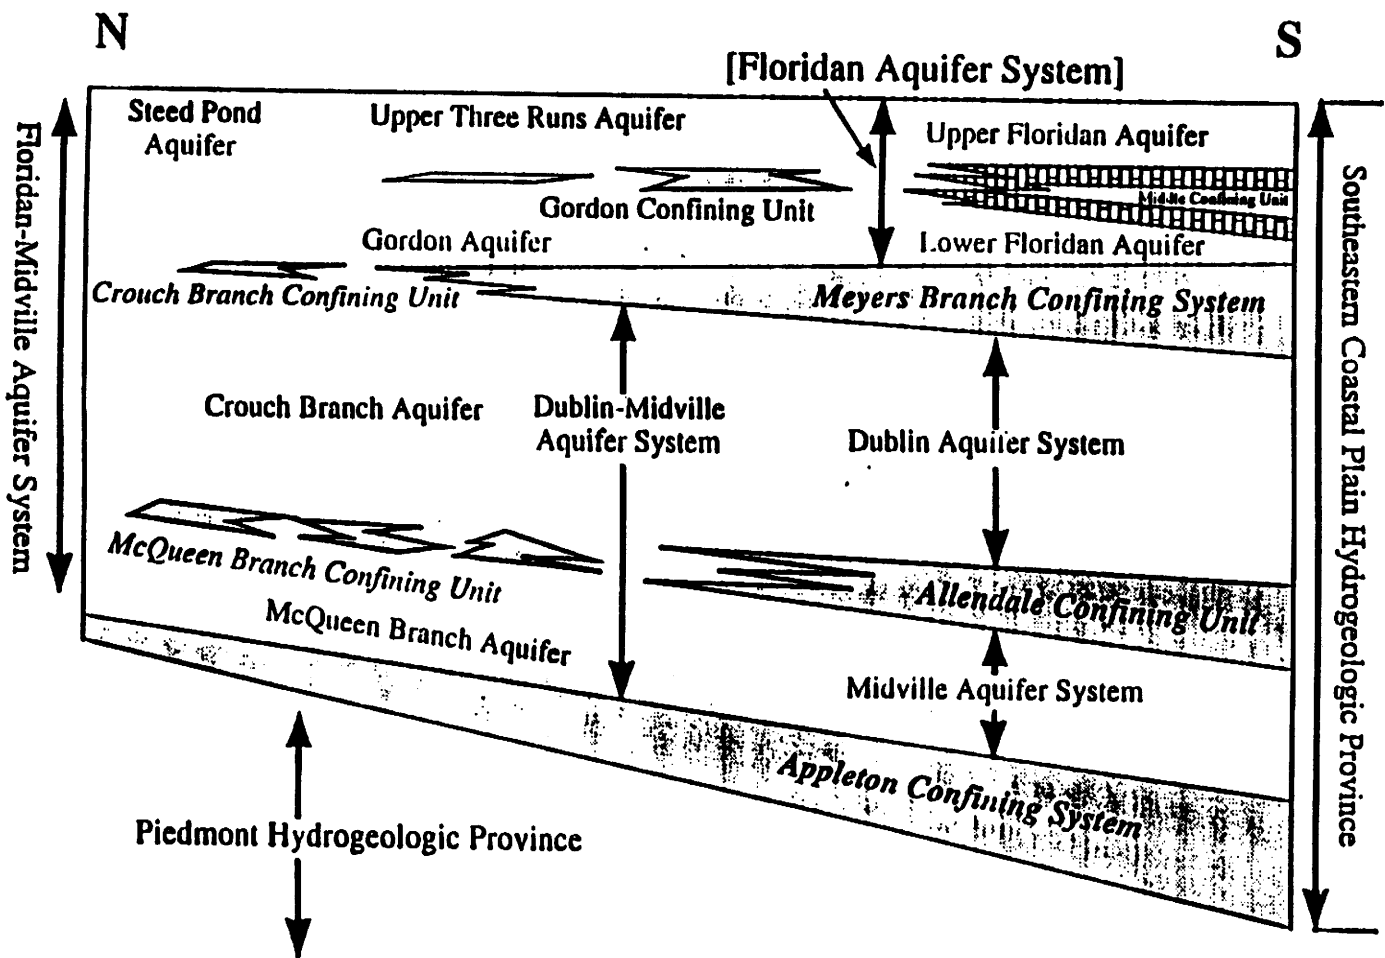 N
S
[Floridan Aquifer System]
Steed Pond
Aquifer
Upper Three Runs Aquifer
Upper Floridan Aquifer
Middle Confining Unit
Gordon Confining Unit
Gordon Aquifer
Lower Floridan Aquifer
Crouch Branch Confining Unit
Meyers Branch Confining System
Floridan-Midville Aquifer System
Southeastern Coastal Plain Hydrogeologic Province
Crouch Branch Aquifer
Dublin-Midville
Aquifer System
Dublin Aquifer System
McQueen Branch Confining Unit
Allendale Confining Unit
McQueen Branch Aquifer
Midville Aquifer System
Appleton Confining System
Piedmont Hydrogeologic Province